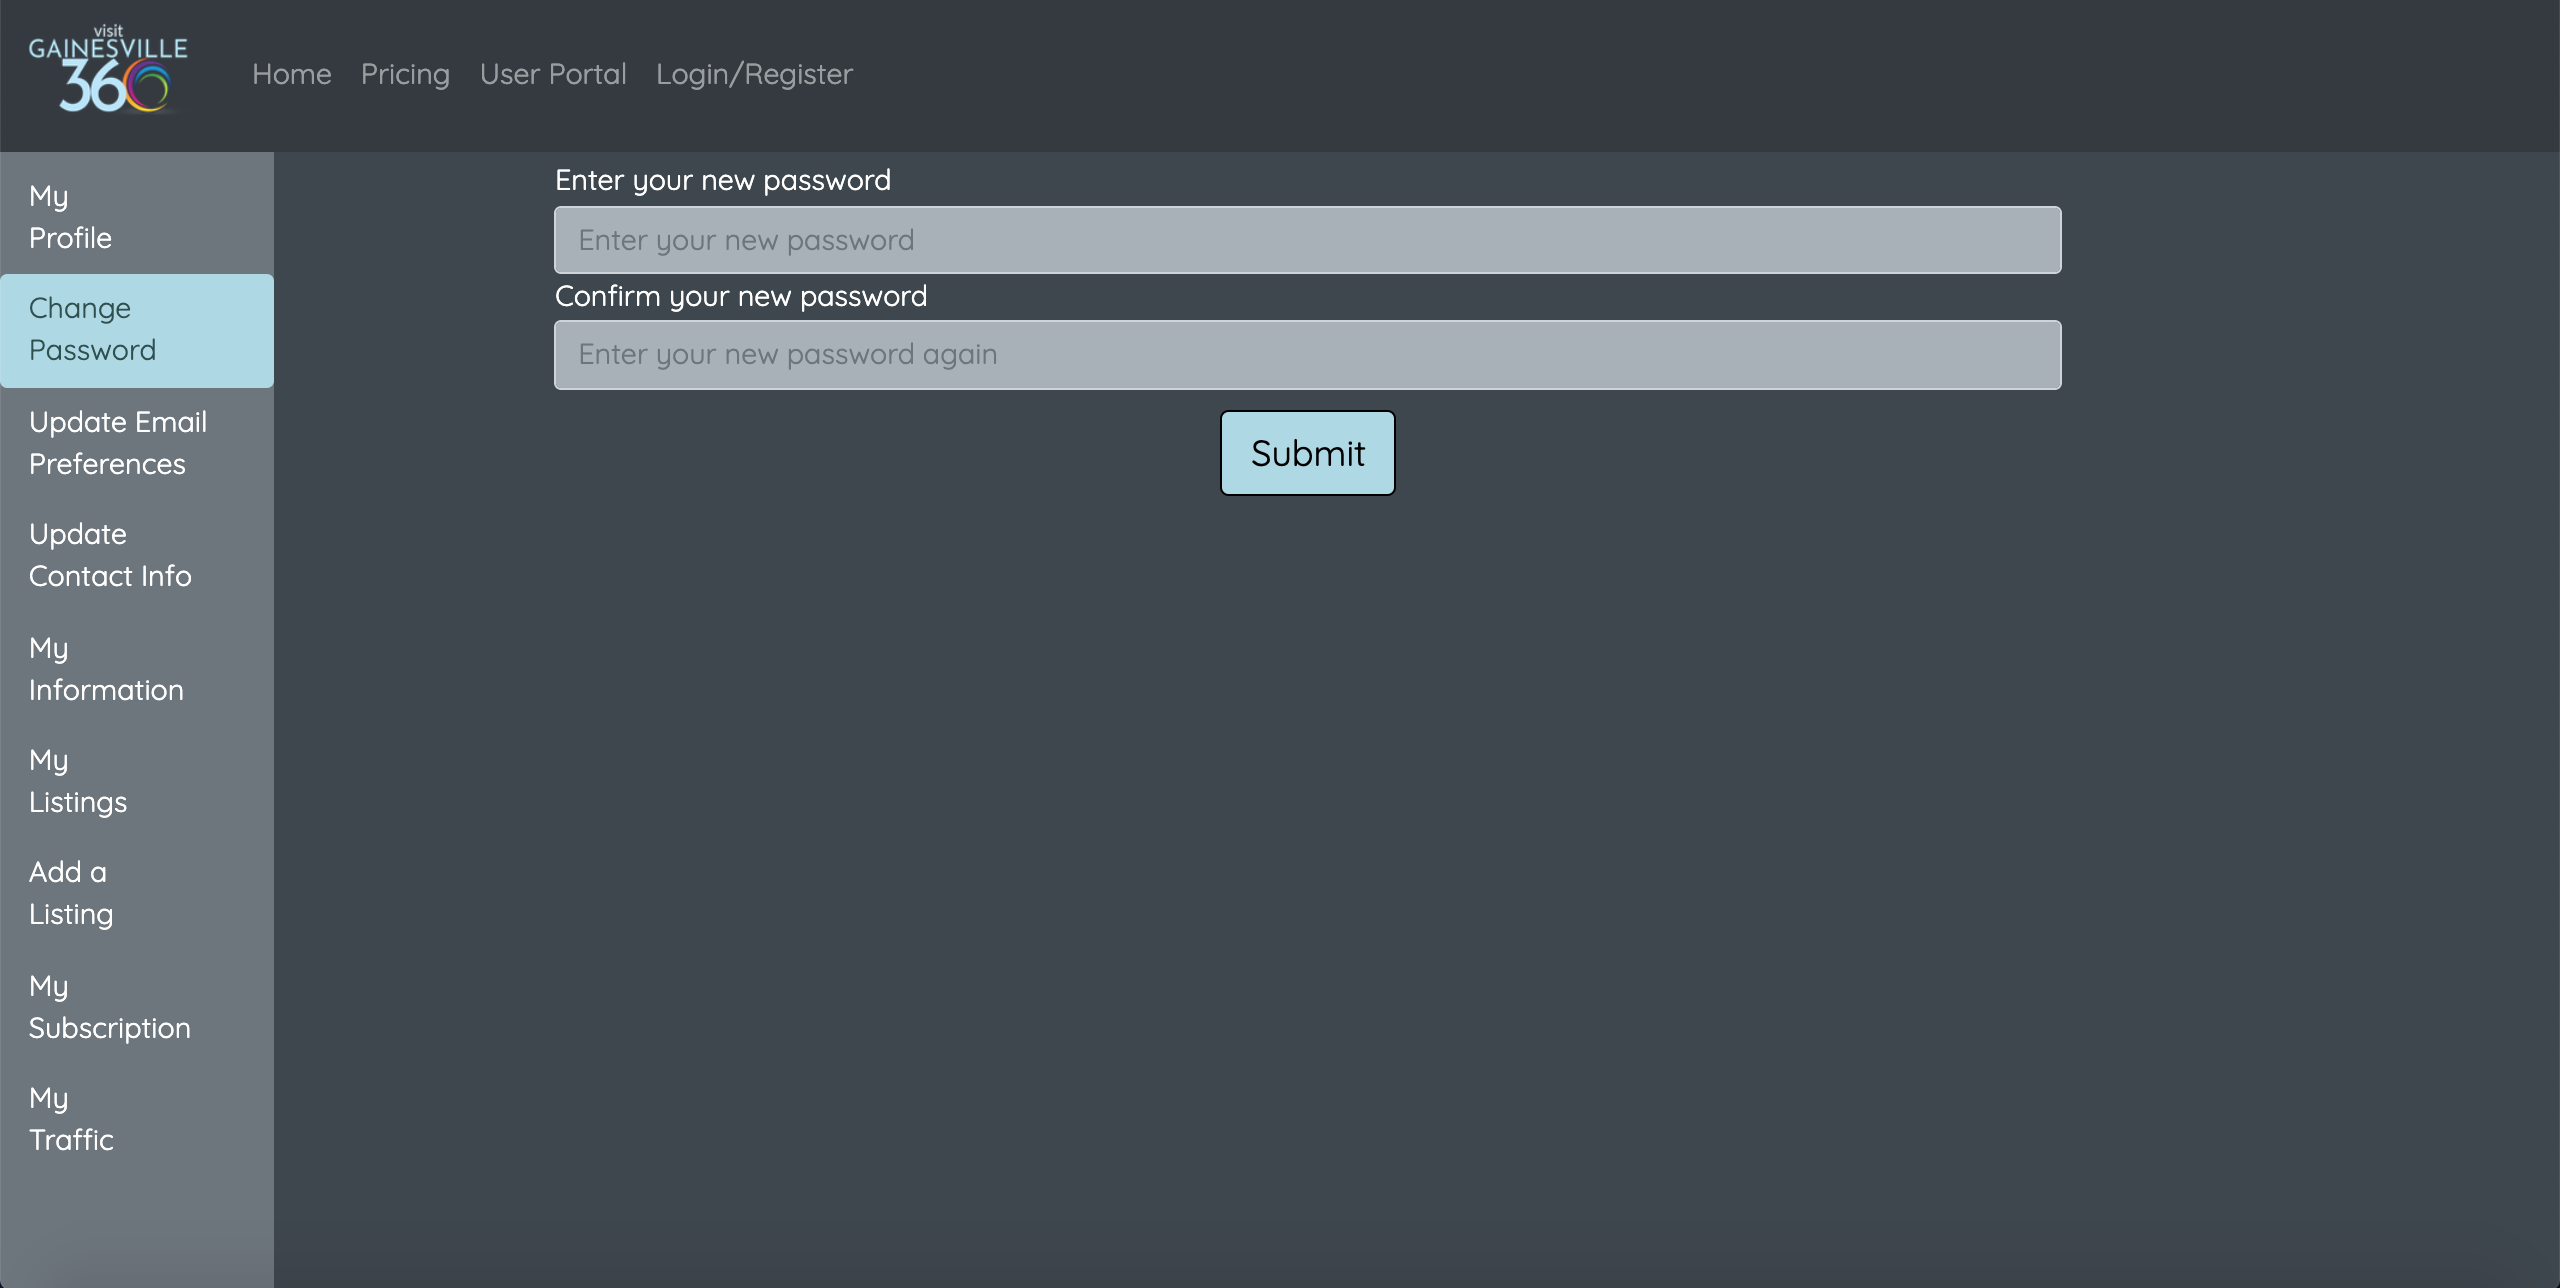 visit
GAINESVILLE
360
Home Pricing User Portal Login/Register
My
Profile
Change
Password
Update Email
Preferences
Update
Contact Info
My
Information
My
Listings
Add a
Listing
My
Subscription
My
Traffic
Enter your new password
Enter your new password
Confirm your new password
Enter your new password again
Submit